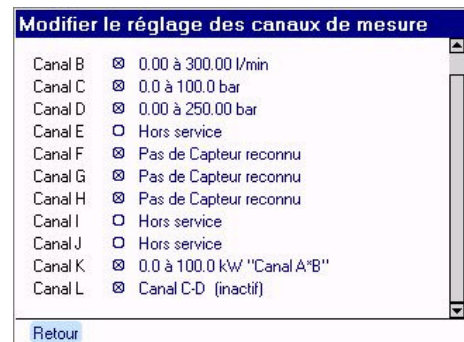 Modifier le réglage des canaux de mesure
Canal B 0.00 à 300.00 l/min
Canal C 0.0 à 100.0 bar
Canal D 0.00 à 250.00 bar
Canal E Hors service
Canal F Pas de Capteur reconnu
Canal G Pas de Capteur reconnu
Canal H Pas de Capteur reconnu
Canal I Hors service
Canal J Hors service
Canal K 0.0 à 100.0 kW "Canal A*B"
Canal L Canal C-D (inactif)
Retour